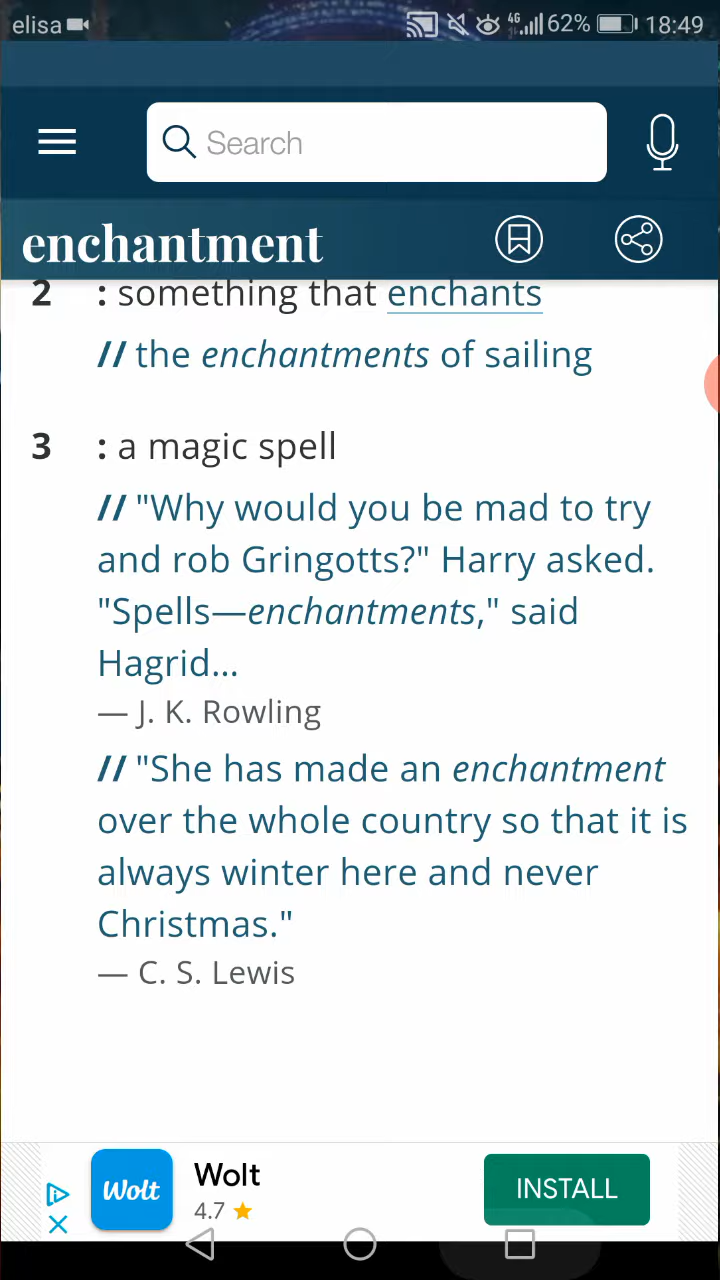 elisa 4G 62% 18:49
Search
enchantment
2 : something that enchants
// the enchantments of sailing
3 : a magic spell
// "Why would you be mad to try
and rob Gringotts?" Harry asked.
"Spells—enchantments," said
Hagrid...
— J. K. Rowling
// "She has made an enchantment
over the whole country so that it is
always winter here and never
Christmas."
— C. S. Lewis
Wolt
Wolt
4.7
INSTALL